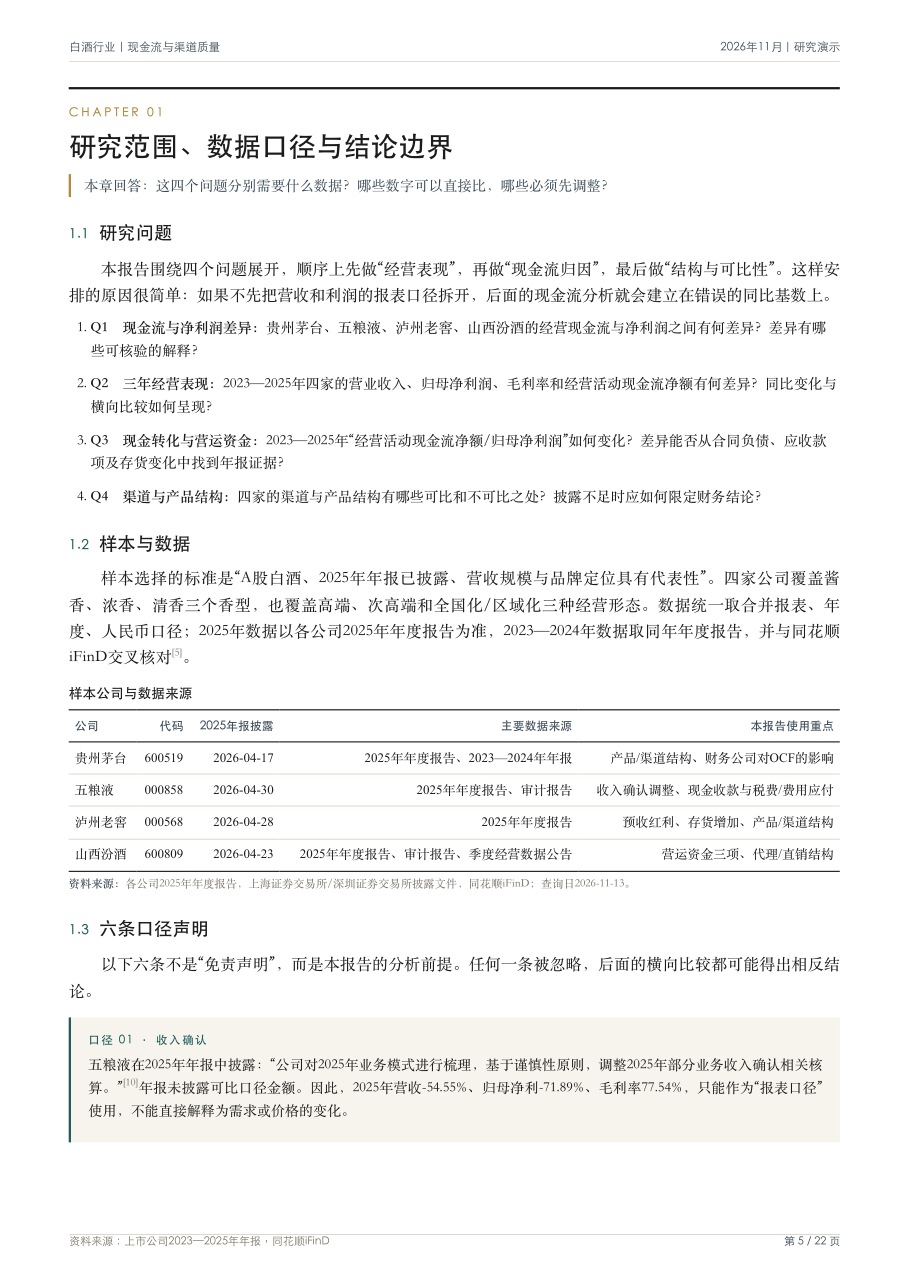 白酒行业 | 现金流与渠道质量
2026年11月 | 研究演示
CHAPTER 01
研究范围、数据口径与结论边界
本章回答：这四个问题分别需要什么数据？哪些数字可以直接比，哪些必须先调整？
1.1 研究问题
本报告围绕四个问题展开，顺序上先做“经营表现”，再做“现金流归因”，最后做“结构与可比性”。这样安
排的原因很简单：如果不先把营收和利润的报表口径拆开，后面的现金流分析就会建立在错误的同比基数上。
1. Q1 现金流与净利润差异：贵州茅台、五粮液、泸州老窖、山西汾酒的经营现金流与净利润之间有何差异？差异有哪
些可核验的解释？
2. Q2 三年经营表现：2023—2025年四家的营业收入、归母净利润、毛利率和经营活动现金流净额有何差异？同比变化与
横向比较如何呈现？
3. Q3 现金转化与营运资金：2023—2025年“经营活动现金流净额/归母净利润”如何变化？差异能否从合同负债、应收款
项及存货变化中找到年报证据？
4. Q4 渠道与产品结构：四家的渠道与产品结构有哪些可比和不可比之处？披露不足时应如何限定财务结论？
1.2 样本与数据
样本选择的标准是“A股白酒、2025年年报已披露、营收规模与品牌定位具有代表性”。四家公司覆盖酱
香、浓香、清香三个香型，也覆盖高端、次高端和全国化/区域化三种经营形态。数据统一取合并报表、年
度、人民币口径；2025年数据以各公司2025年年度报告为准，2023—2024年数据取同年年度报告，并与同花顺
iFinD交叉核对[5]。
样本公司与数据来源
公司 代码 2025年报披露 主要数据来源 本报告使用重点
贵州茅台 600519 2026-04-17 2025年年度报告、2023—2024年年报 产品/渠道结构、财务公司对OCF的影响
五粮液 000858 2026-04-30 2025年年度报告、审计报告 收入确认调整、现金收款与税费/费用应付
泸州老窖 000568 2026-04-28 2025年年度报告 预收红利、存货增加、产品/渠道结构
山西汾酒 600809 2026-04-23 2025年年度报告、审计报告、季度经营数据公告 营运资金三项、代理/直销结构
资料来源：各公司2025年年度报告，上海证券交易所/深圳证券交易所披露文件，同花顺iFinD；查询日2026-11-13。
1.3 六条口径声明
以下六条不是“免责声明”，而是本报告的分析前提。任何一条被忽略，后面的横向比较都可能得出相反结
论。
口径 01 · 收入确认
五粮液在2025年年报中披露：“公司对2025年业务模式进行梳理，基于谨慎性原则，调整2025年部分业务收入确认相关核
算。”[10]年报未披露可比口径金额。因此，2025年营收-54.55%、归母净利-71.89%、毛利率77.54%，只能作为“报表口径”
使用，不能直接解释为需求或价格的变化。
资料来源：上市公司2023—2025年年报 · 同花顺iFinD
第 5 / 22 页